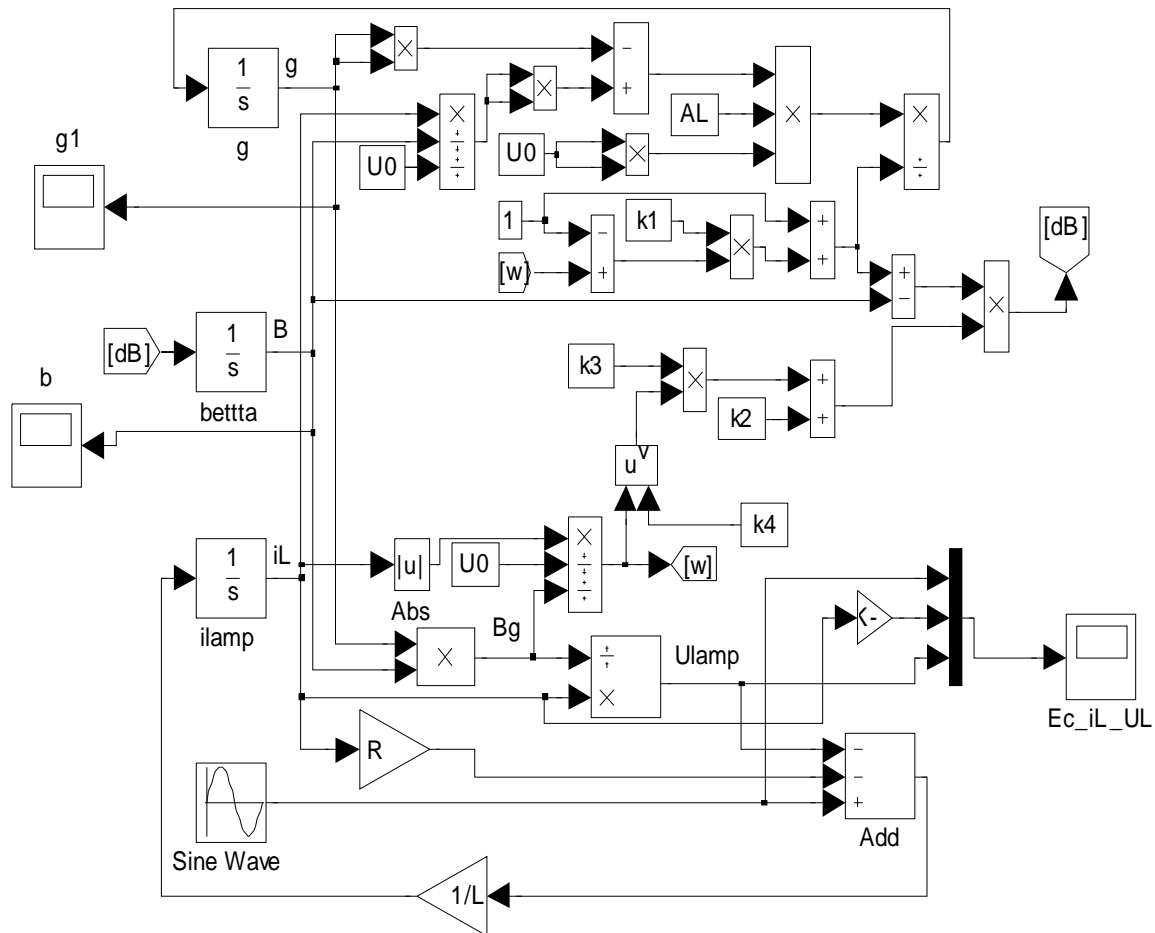 1
s
g
g
g1
AL
U0
U0
1
k1
[w]
[dB]
[dB]
1
s
B
bettta
b
k3
k2
u
v
k4
1
s
iL
ilamp
|u|
Abs
U0
[w]
Bg
Ulamp
Ec_iL_UL
R
Sine Wave
Add
1/L